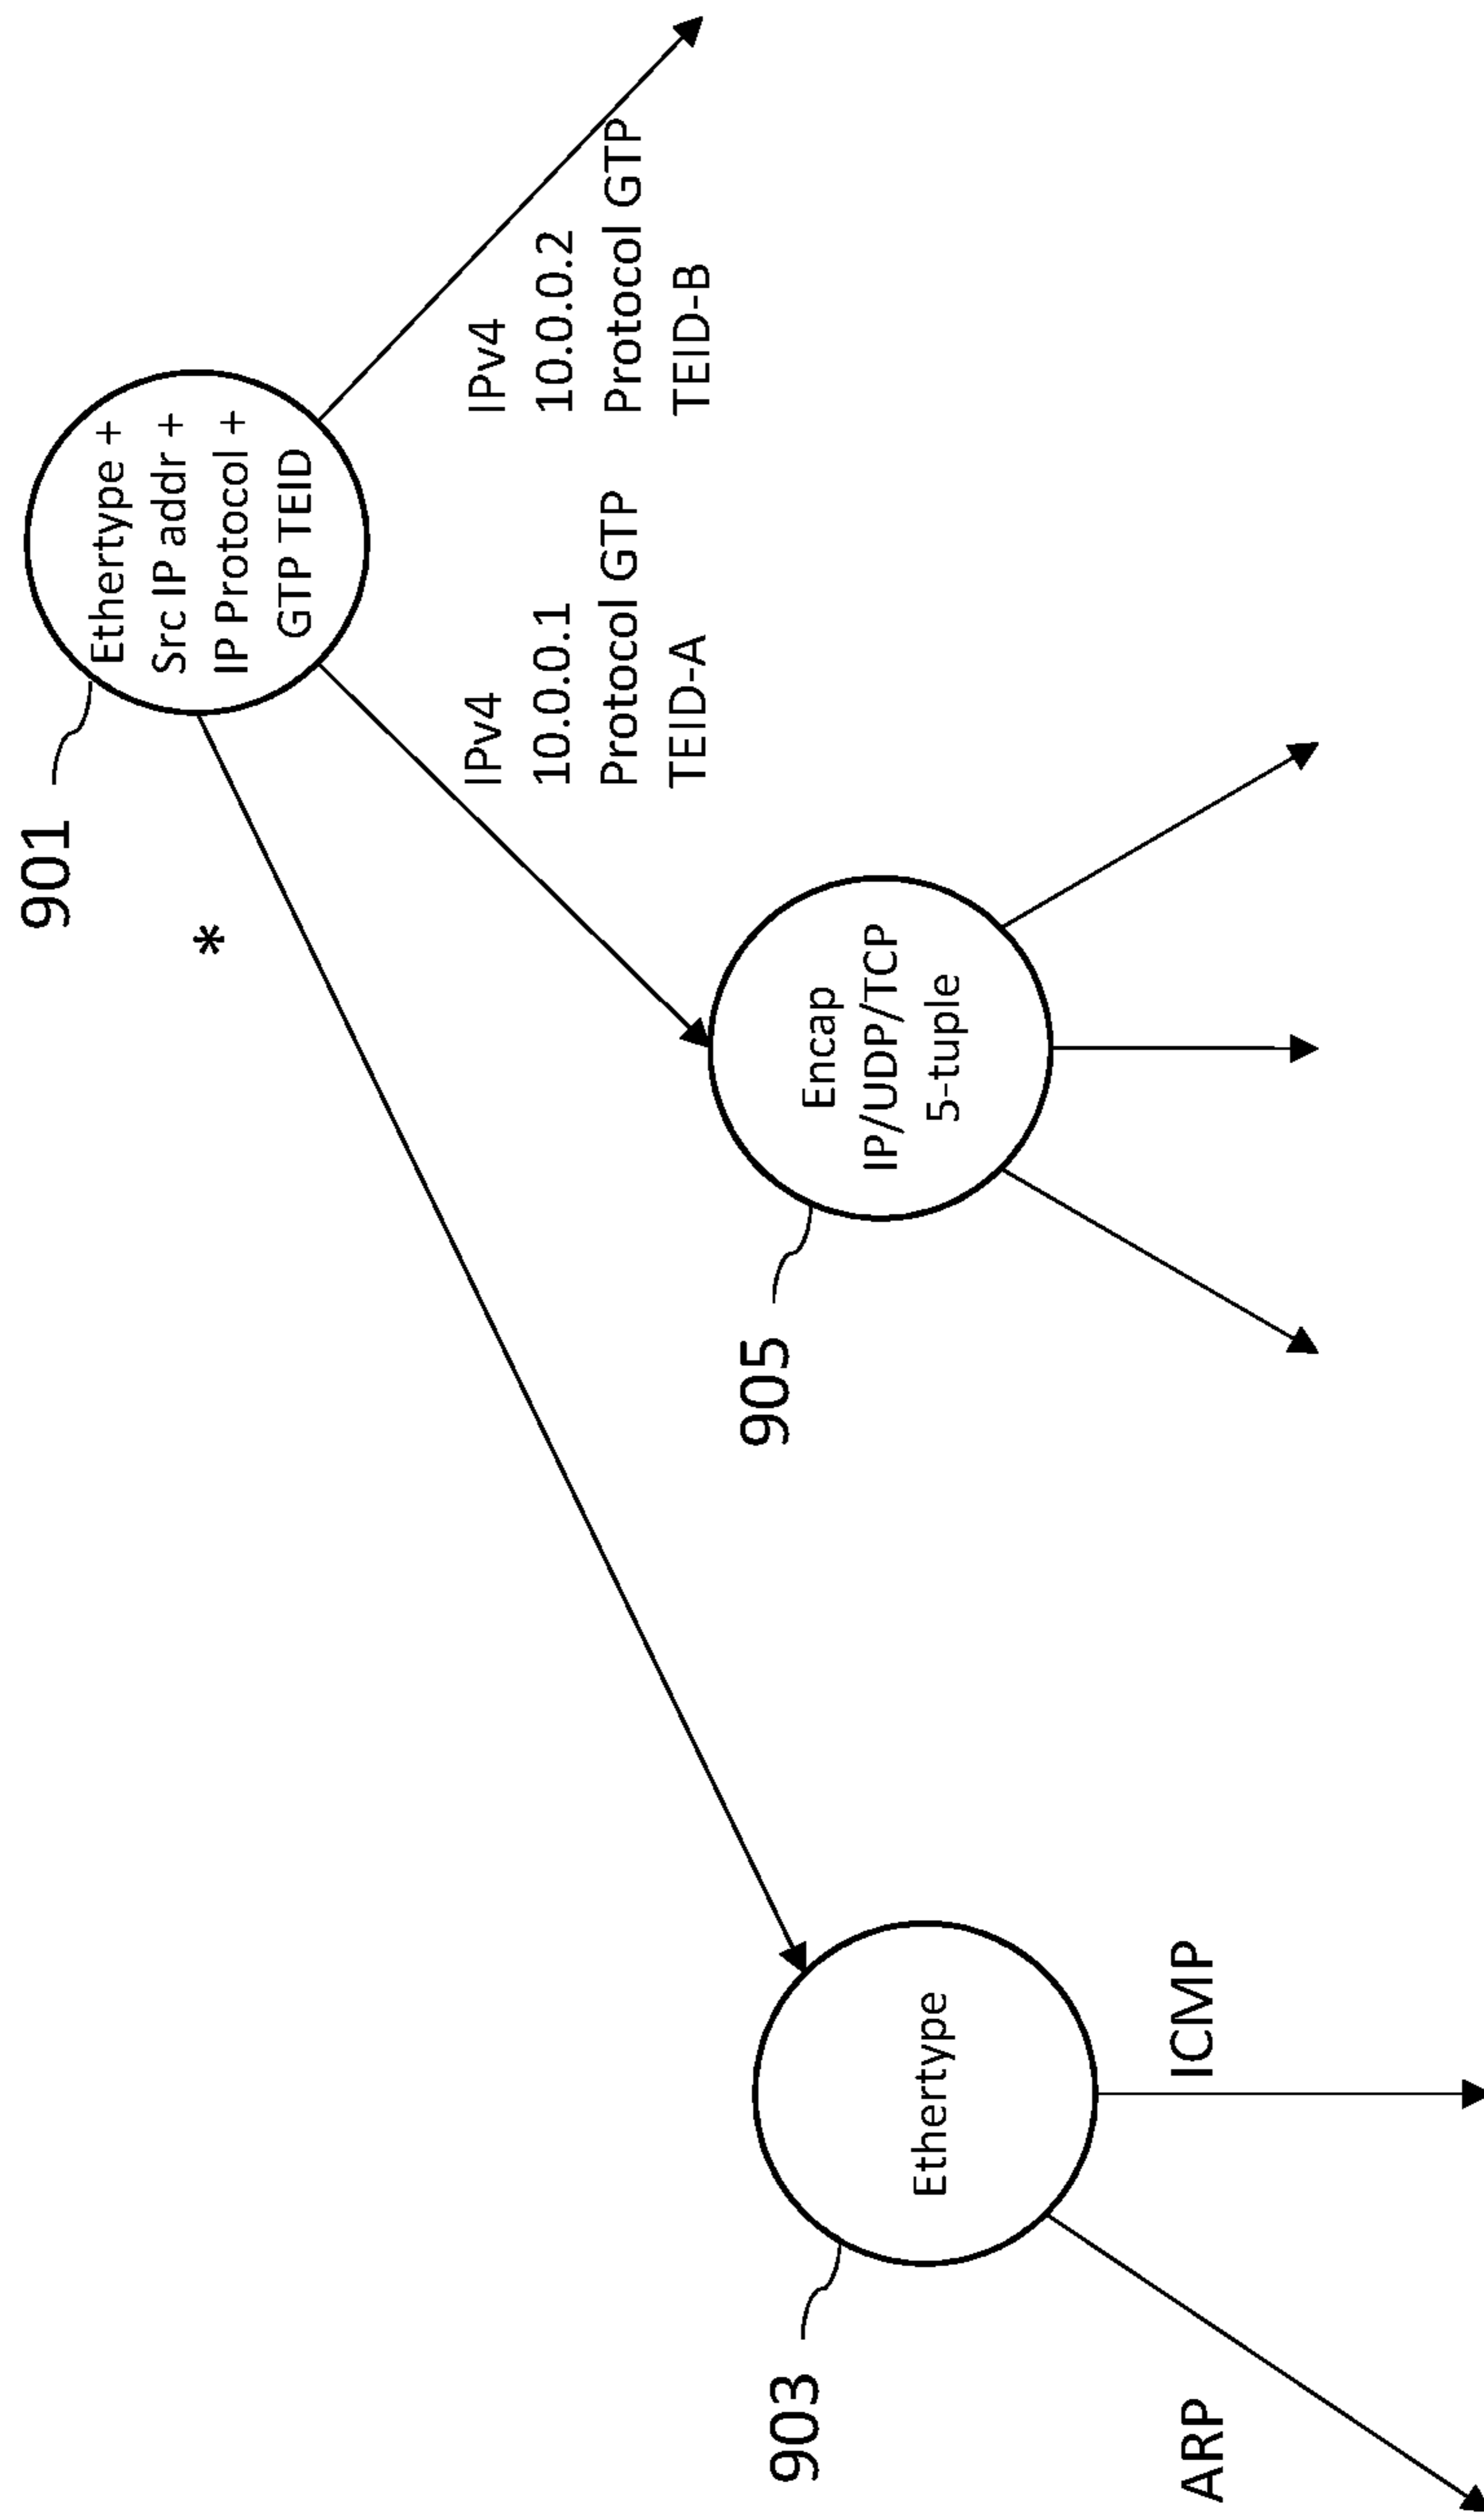 901
Ethertype +
Src IP addr +
IP Protocol +
GTP TEID
*
IPv4
10.0.0.1
Protocol GTP
TEID-A
IPv4
10.0.0.2
Protocol GTP
TEID-B
903
Ethertype
ARP
ICMP
905
Encap
IP/UDP/TCP
5-tuple